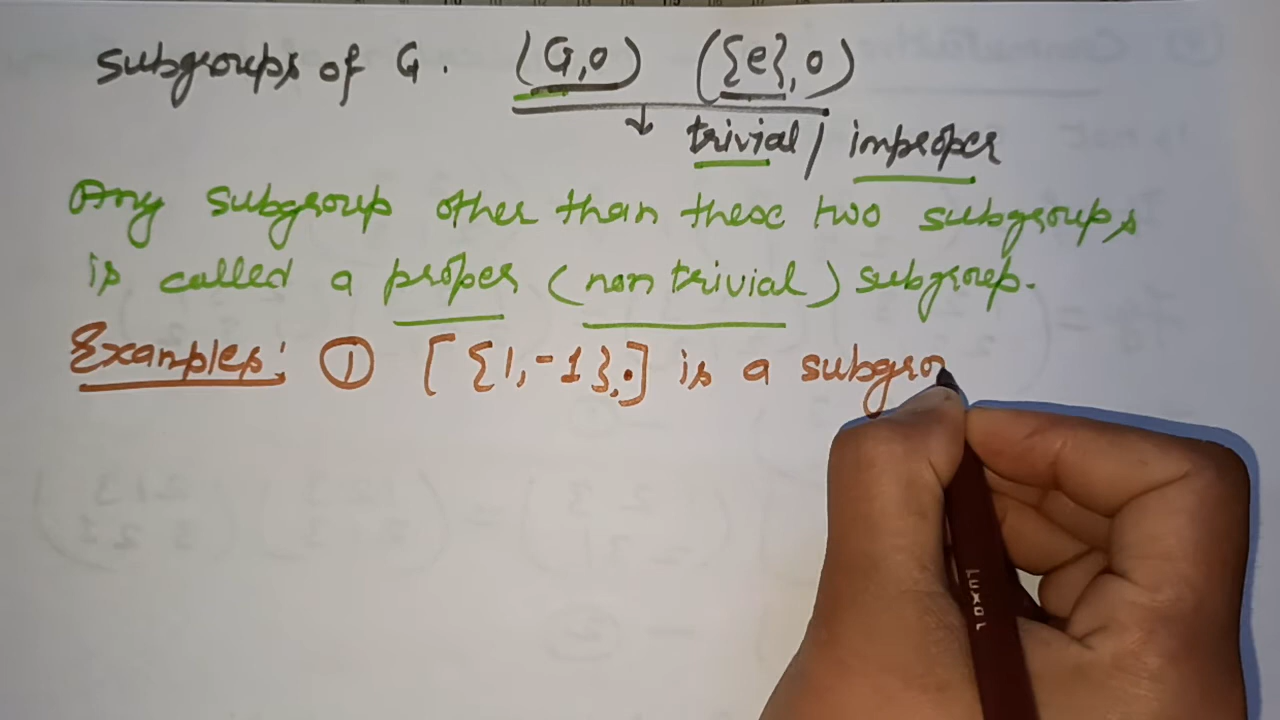 subgroups of G. (G,o) ({e},o)
↓ trivial / improper
Any subgroup other than these two subgroups
is called a proper (non trivial) subgroup.
Examples: ① [{1,-1},·] is a subgro
LUXOL